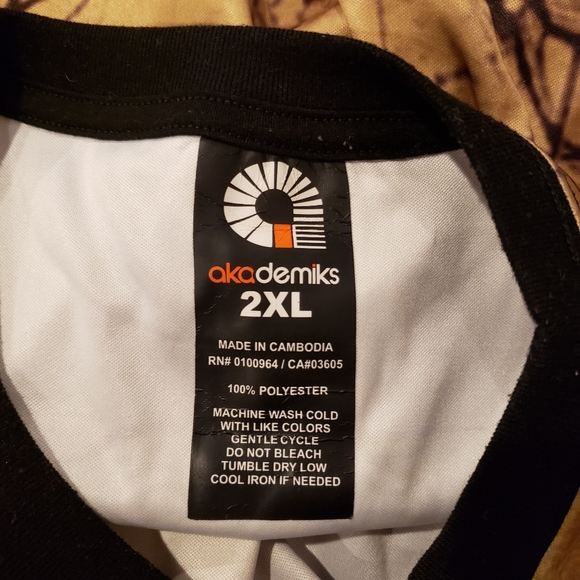 akademiks
2XL
MADE IN CAMBODIA
RN# 0100964 / CA#03605
100% POLYESTER
MACHINE WASH COLD
WITH LIKE COLORS
GENTLE CYCLE
DO NOT BLEACH
TUMBLE DRY LOW
COOL IRON IF NEEDED